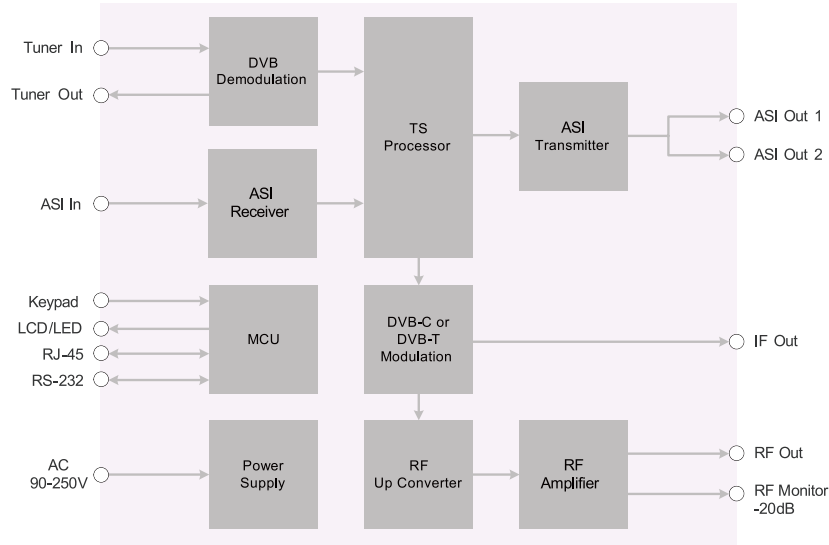 Tuner In
Tuner Out
ASI In
Keypad
LCD/LED
RJ-45
RS-232
AC
90-250V
DVB
Demodulation
ASI
Receiver
MCU
Power
Supply
TS
Processor
DVB-C or
DVB-T
Modulation
RF
Up Converter
ASI
Transmitter
RF
Amplifier
ASI Out 1
ASI Out 2
IF Out
RF Out
RF Monitor
-20dB